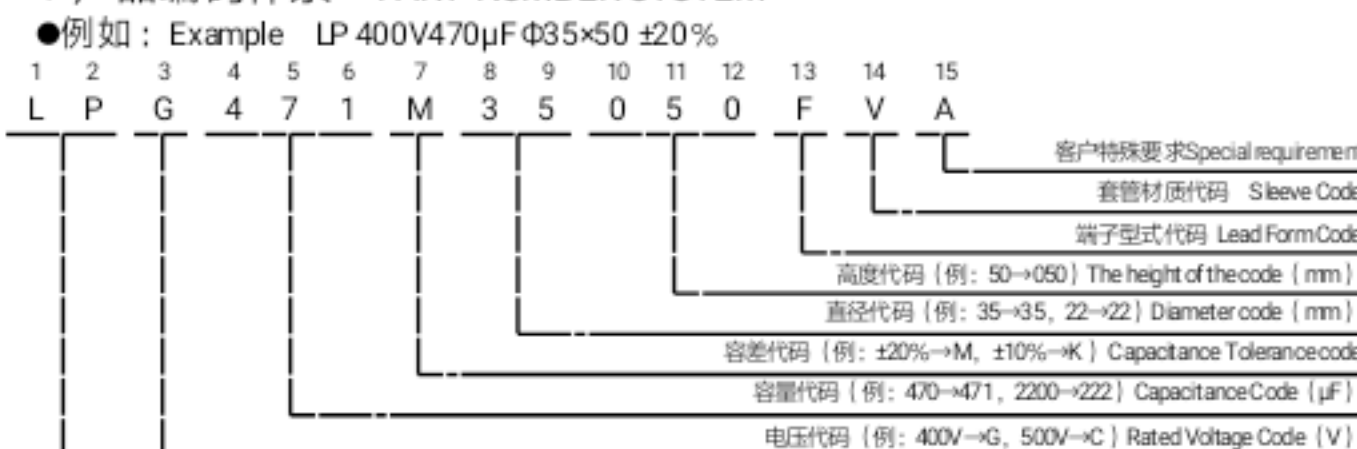 ●例如：Example LP 400V470μFΦ35×50 ±20%
1 2 3 4 5 6 7 8 9 10 11 12 13 14 15
L P G 4 7 1 M 3 5 0 5 0 F V A
客户特殊要求Special requiremen
套管材质代码 Sleeve Code
端子型式代码 Lead Form Code
高度代码（例：50→050）The height of the code（mm）
直径代码（例：35→35，22→22）Diameter code（mm）
容差代码（例：±20%→M，±10%→K）Capacitance Tolerance code
容量代码（例：470→471，2200→222）Capacitance Code（μF）
电压代码（例：400V→G，500V→C）Rated Voltage Code（V）